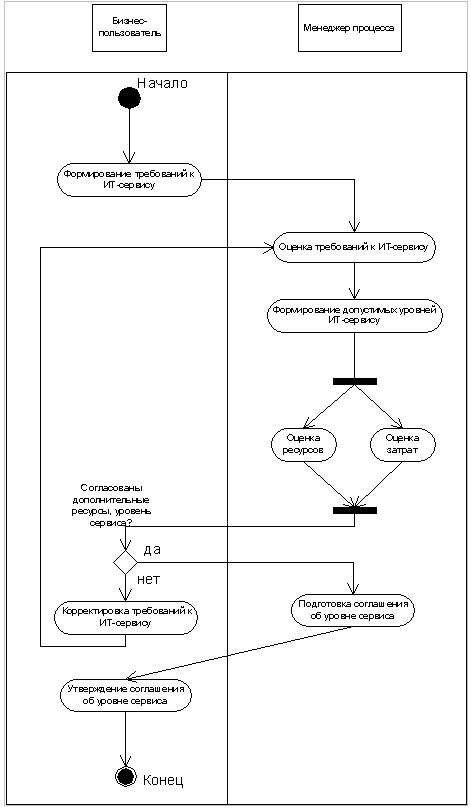 Бизнес-
пользователь
Менеджер процесса
Начало
Формирование требований к
ИТ-сервису
Оценка требований к ИТ-сервису
Формирование допустимых уровней
ИТ-сервису
Оценка
ресурсов
Оценка
затрат
Согласованы
дополнительные
ресурсы, уровень
сервиса?
да
нет
Корректировка требований к
ИТ-сервису
Подготовка соглашения
об уровне сервиса
Утверждение соглашения
об уровне сервиса
Конец